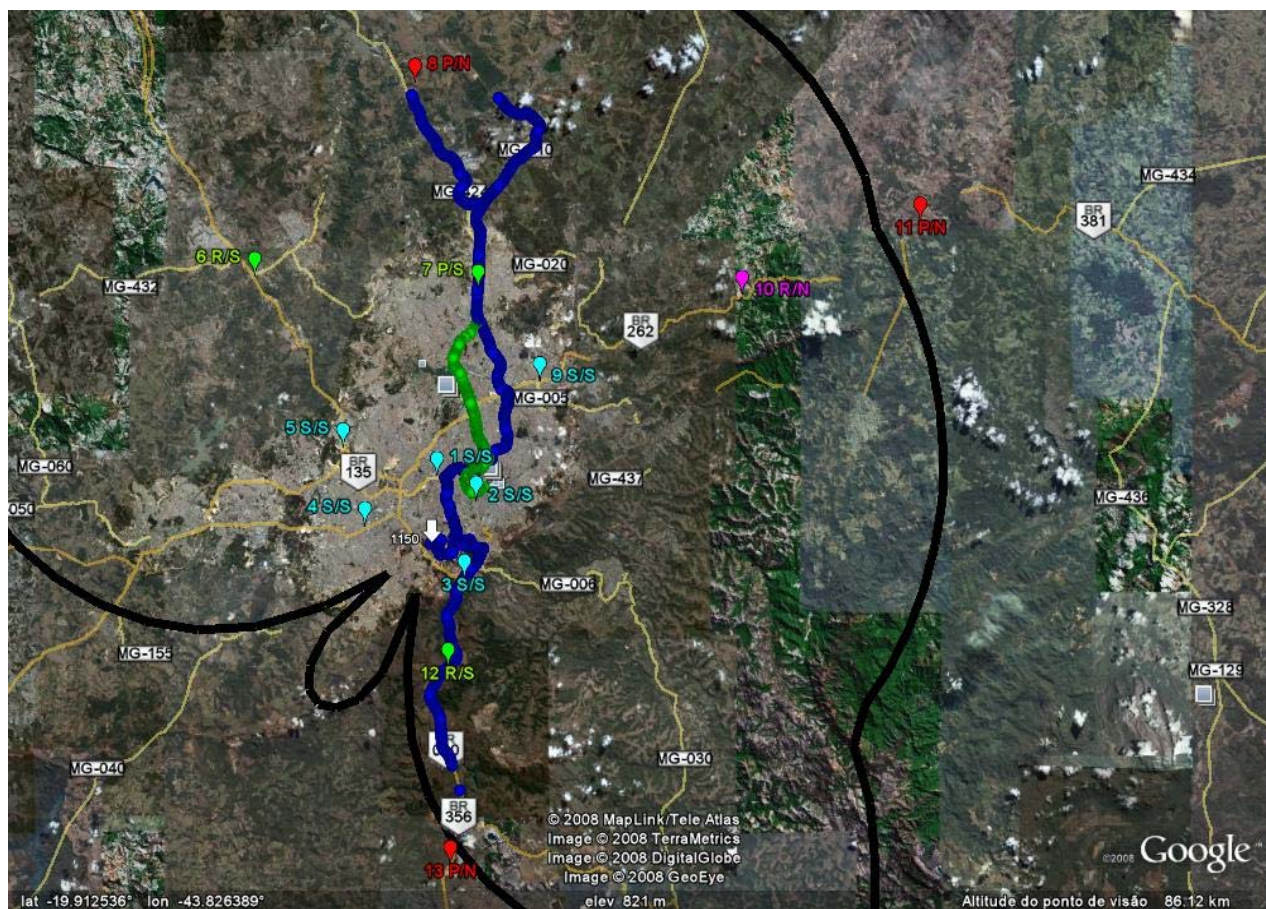 8 P/N
MG-424
MG-434
11 P/N
BR
381
6 R/S
7 P/S
MG-020
MG-432
10 R/N
BR
262
9 S/S
MG-005
5 S/S
1 S/S
BR
135
MG-060
MG-437
2 S/S
4 S/S
MG-436
050
1150
3 S/S
MG-006
MG-328
MG-155
12 R/S
MG-129
MG-030
MG-040
BR
356
© 2008 MapLink/Tele Atlas
Image © 2008 TerraMetrics
Image © 2008 DigitalGlobe
Image © 2008 GeoEye
13 P/N
©2008 Google™
lat -19.912536° lon -43.826389° elev 821 m Altitude do ponto de visão 86.12 km